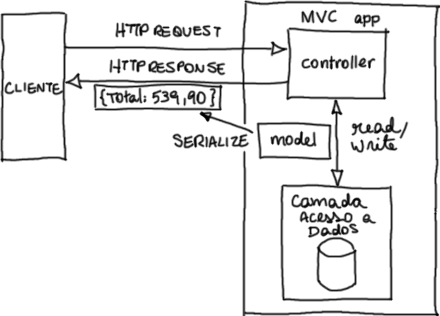 MVC app
HTTP REQUEST
controller
HTTP RESPONSE
CLIENTE
{Total: 539,90}
SERIALIZE
model
read/
write
Camada
Acesso a
Dados